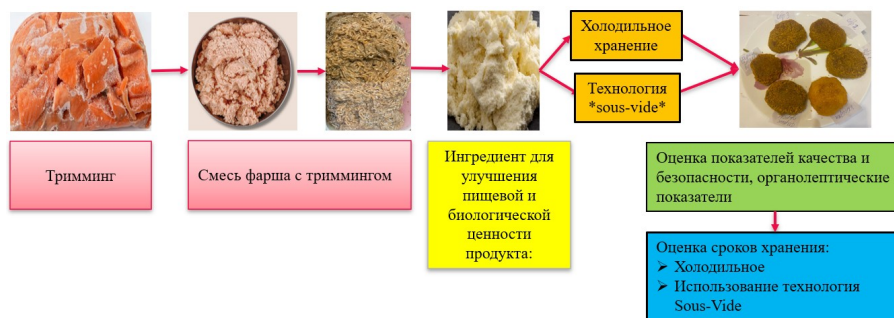 Холодильное
хранение
Технология
*sous-vide*
Тримминг
Смесь фарша с триммингом
Ингредиент для
улучшения
пищевой и
биологической
ценности
продукта:
Оценка показателей качества и
безопасности, органолептические
показатели
Оценка сроков хранения:
➤ Холодильное
➤ Использование технология
Sous-Vide